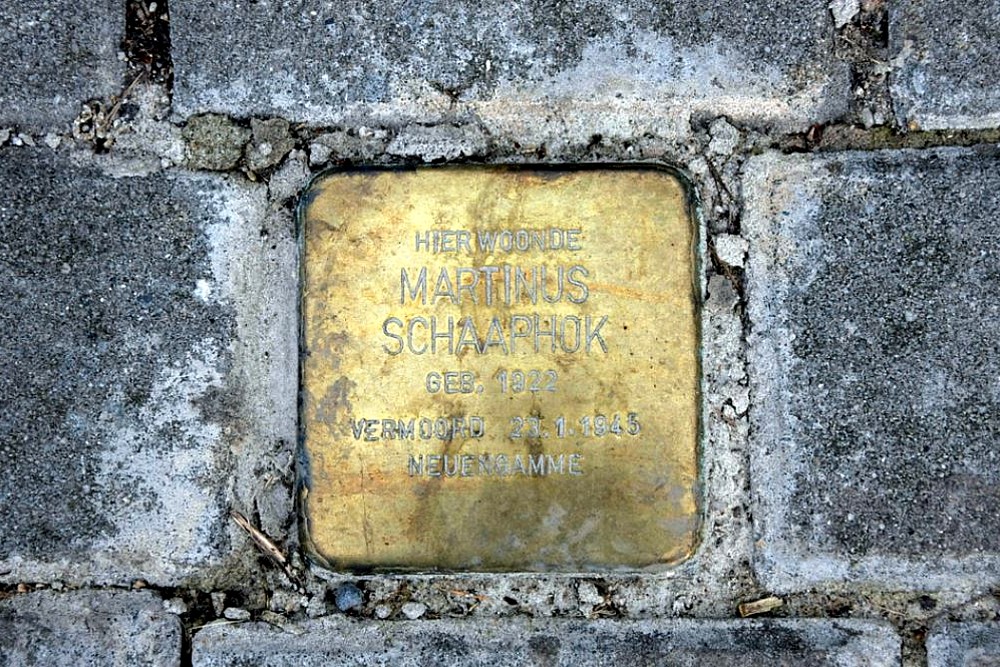 HIER WOONDE
MARTINUS
SCHAAPHOK
GEB. 1922
VERMOORD 23.1.1945
NEUENGAMME